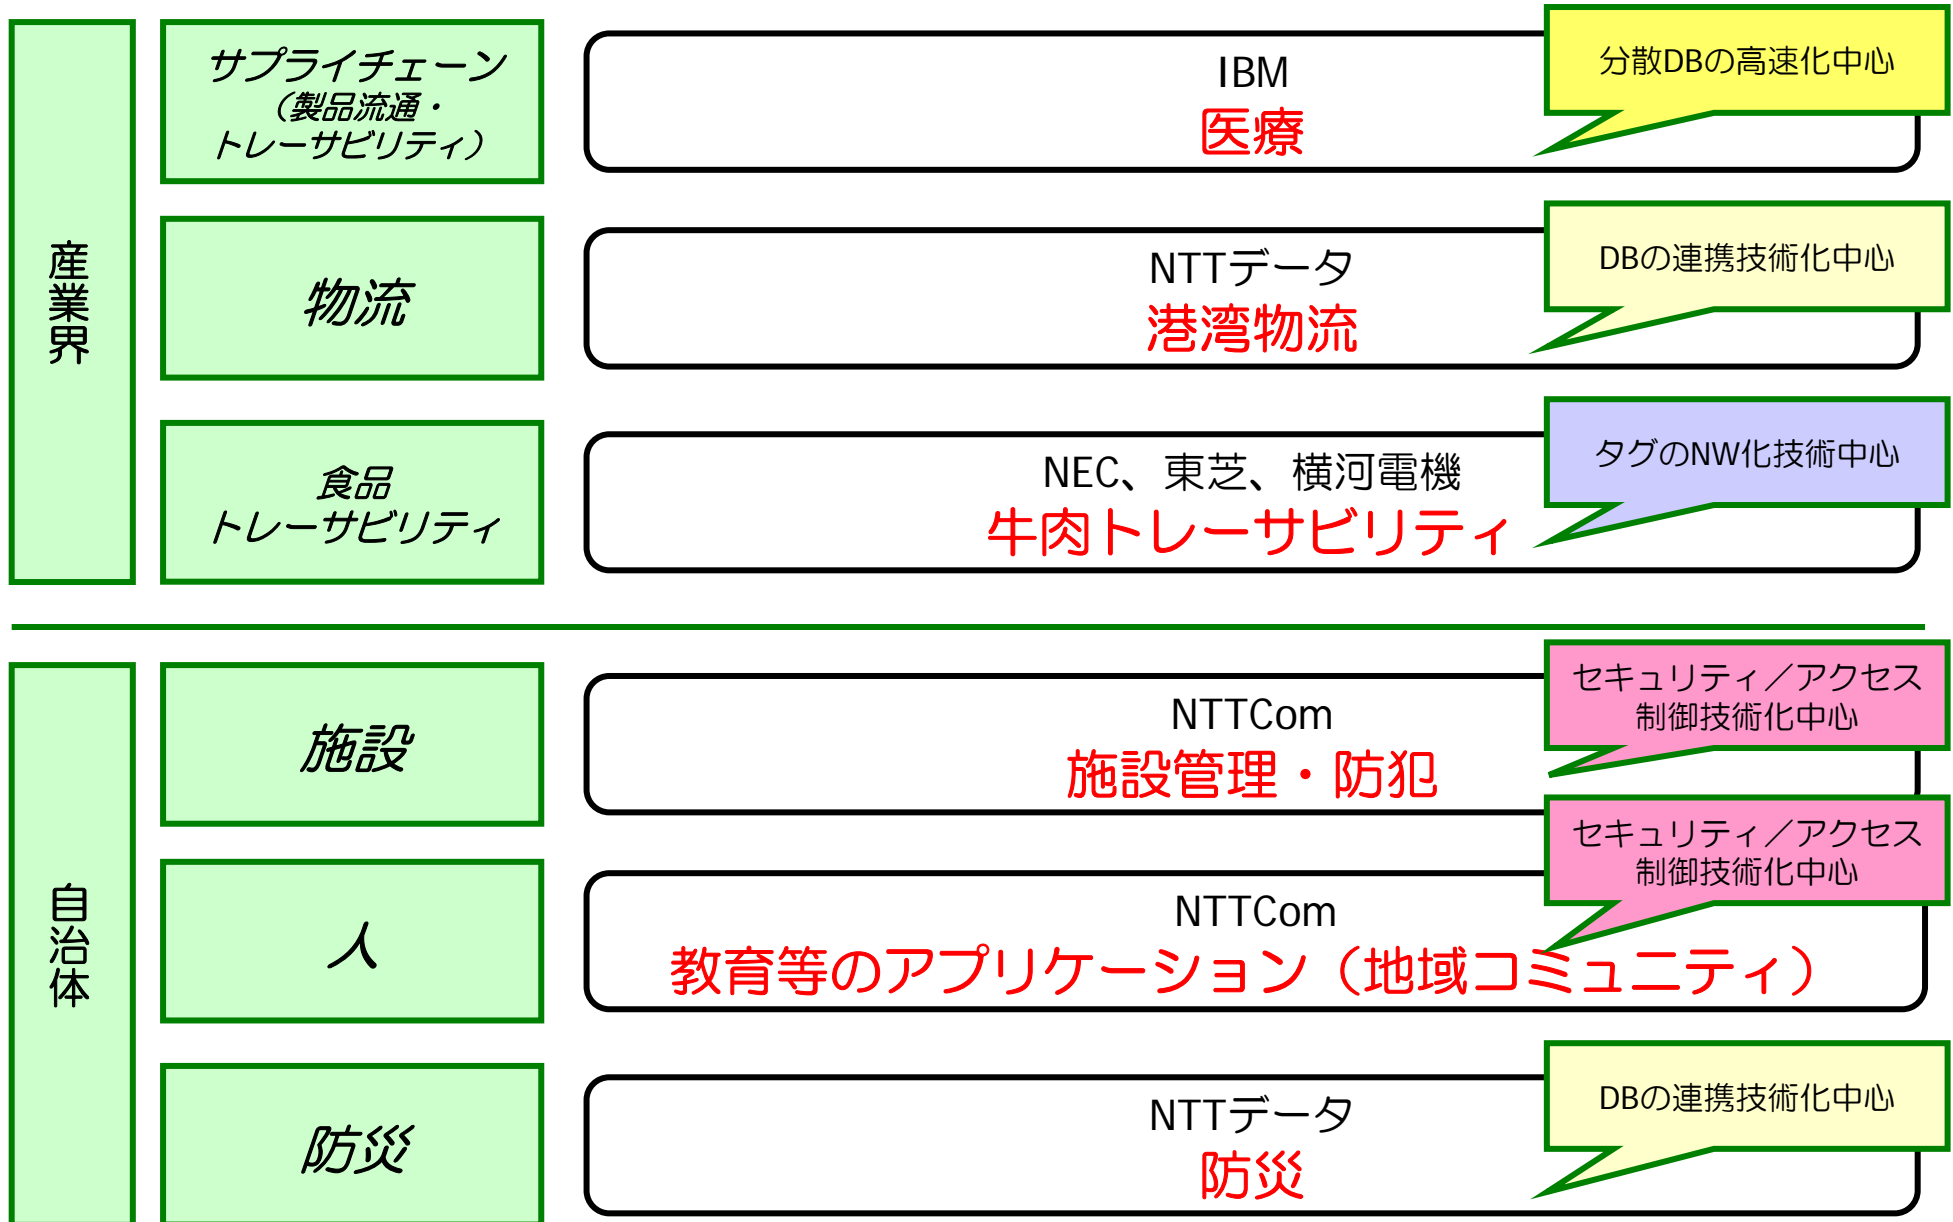 産業界
サプライチェーン
(製品流通・
トレーサビリティ)
IBM
医療
分散DBの高速化中心
物流
NTTデータ
港湾物流
DBの連携技術化中心
食品
トレーサビリティ
NEC、東芝、横河電機
牛肉トレーサビリティ
タグのNW化技術中心
自治体
施設
NTTCom
施設管理・防犯
セキュリティ／アクセス
制御技術化中心
人
NTTCom
教育等のアプリケーション（地域コミュニティ）
セキュリティ／アクセス
制御技術化中心
防災
NTTデータ
防災
DBの連携技術化中心